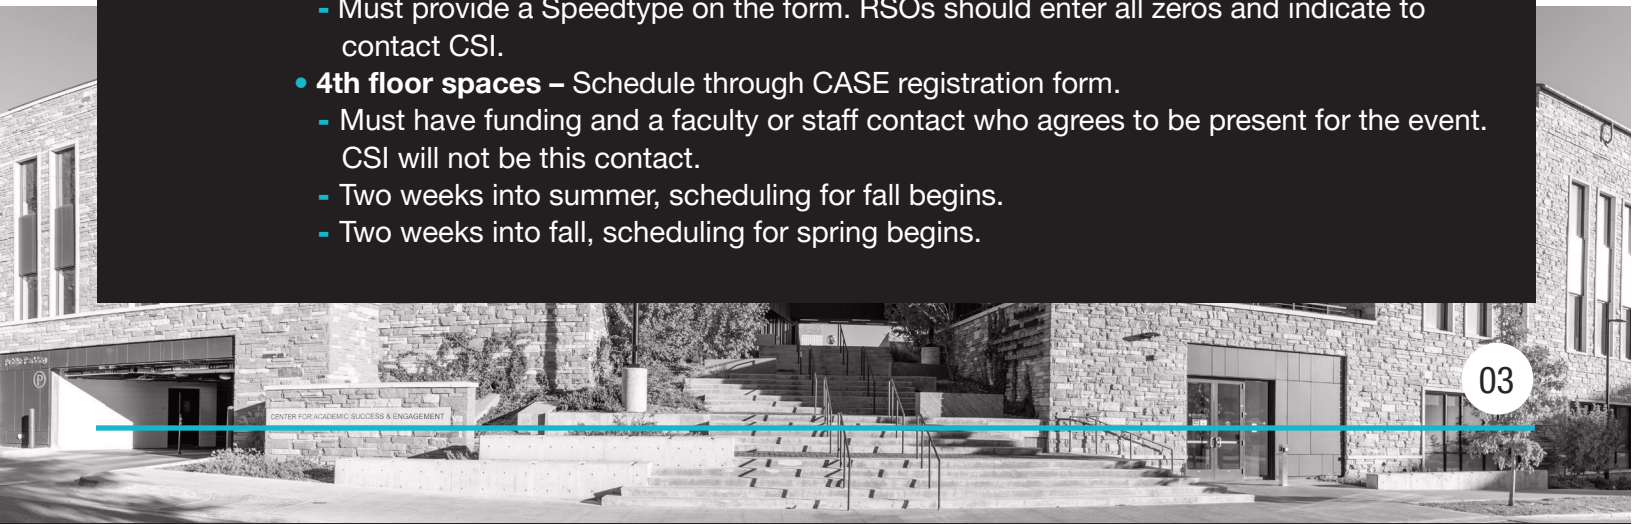 - Must provide a Speedtype on the form. RSOs should enter all zeros and indicate to
contact CSI.
• 4th floor spaces – Schedule through CASE registration form.
- Must have funding and a faculty or staff contact who agrees to be present for the event.
CSI will not be this contact.
- Two weeks into summer, scheduling for fall begins.
- Two weeks into fall, scheduling for spring begins.
Public Parking
P
CENTER FOR ACADEMIC SUCCESS & ENGAGEMENT
03